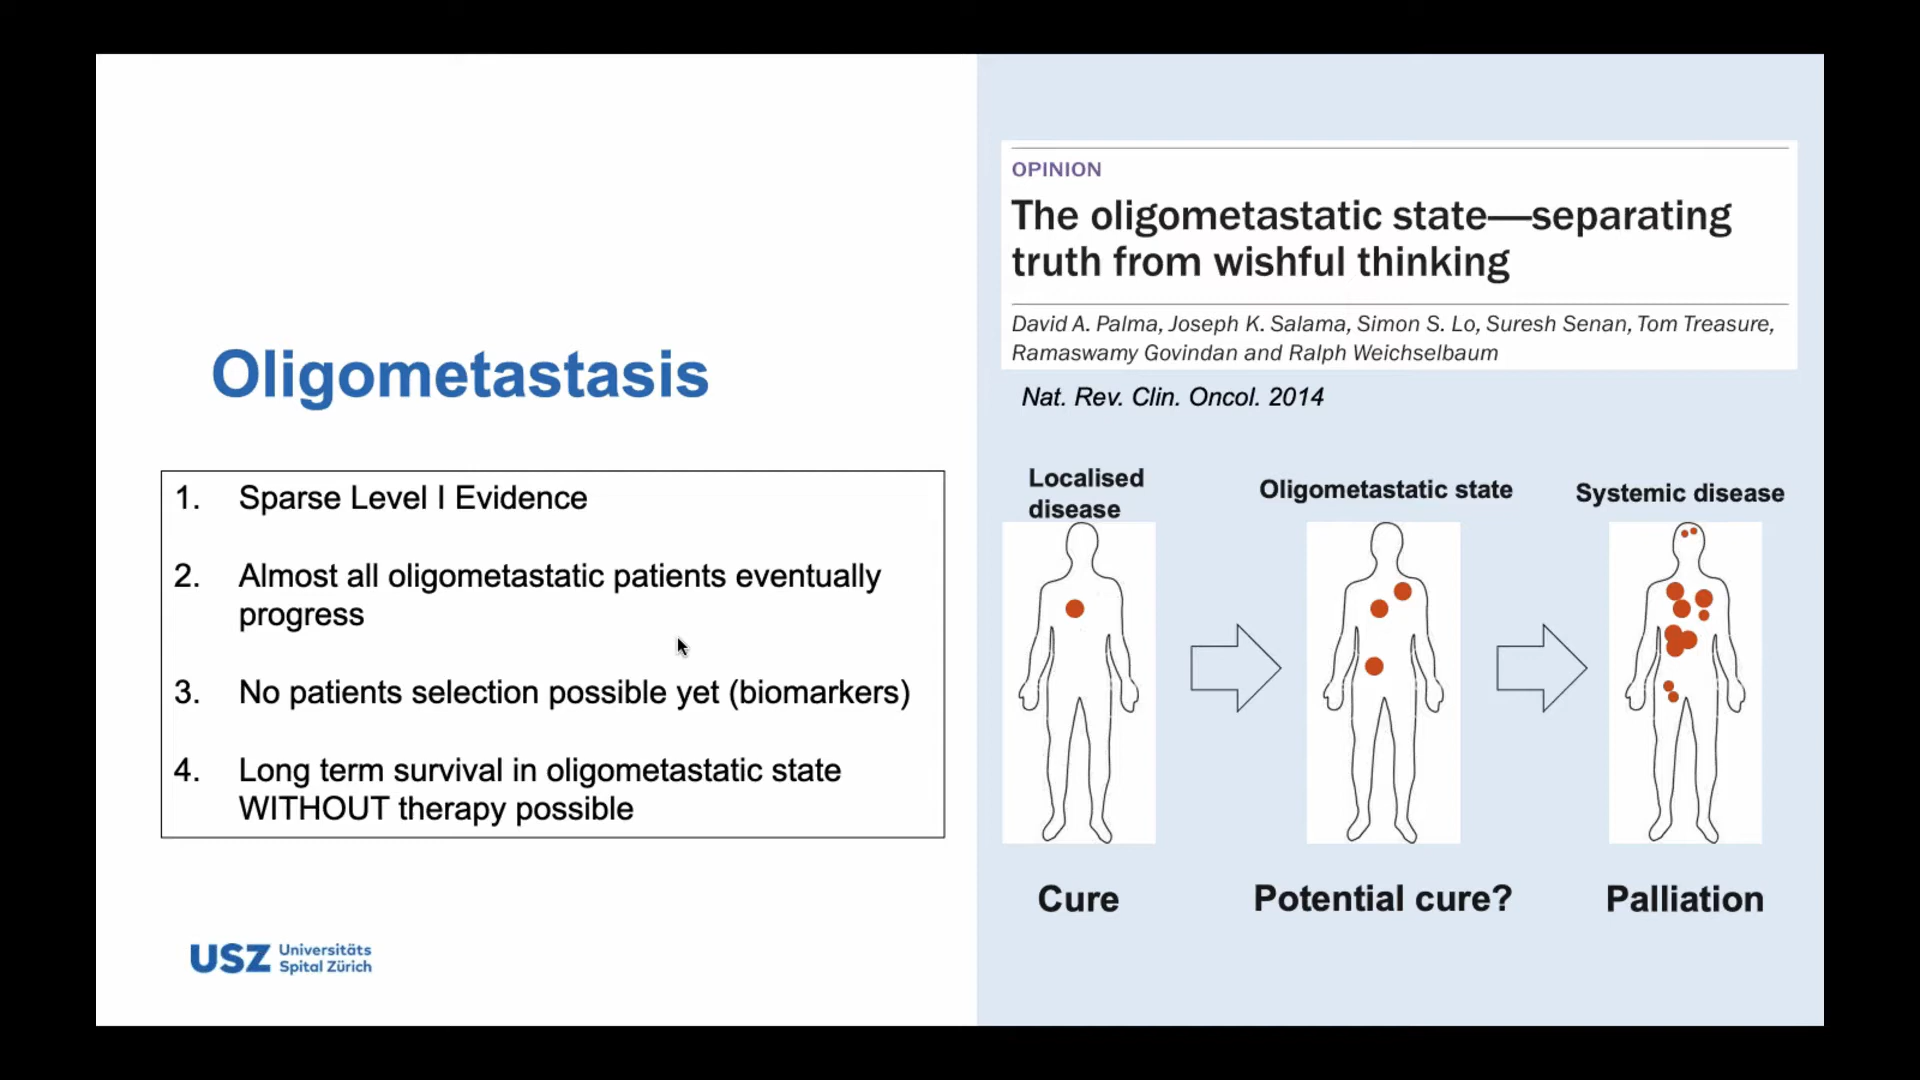 Oligometastasis
1. Sparse Level I Evidence
2. Almost all oligometastatic patients eventually
progress
3. No patients selection possible yet (biomarkers)
4. Long term survival in oligometastatic state
WITHOUT therapy possible
USZ Universitäts
Spital Zürich
OPINION
The oligometastatic state—separating
truth from wishful thinking
David A. Palma, Joseph K. Salama, Simon S. Lo, Suresh Senan, Tom Treasure,
Ramaswamy Govindan and Ralph Weichselbaum
Nat. Rev. Clin. Oncol. 2014
Localised
disease
Oligometastatic state
Systemic disease
Cure
Potential cure?
Palliation